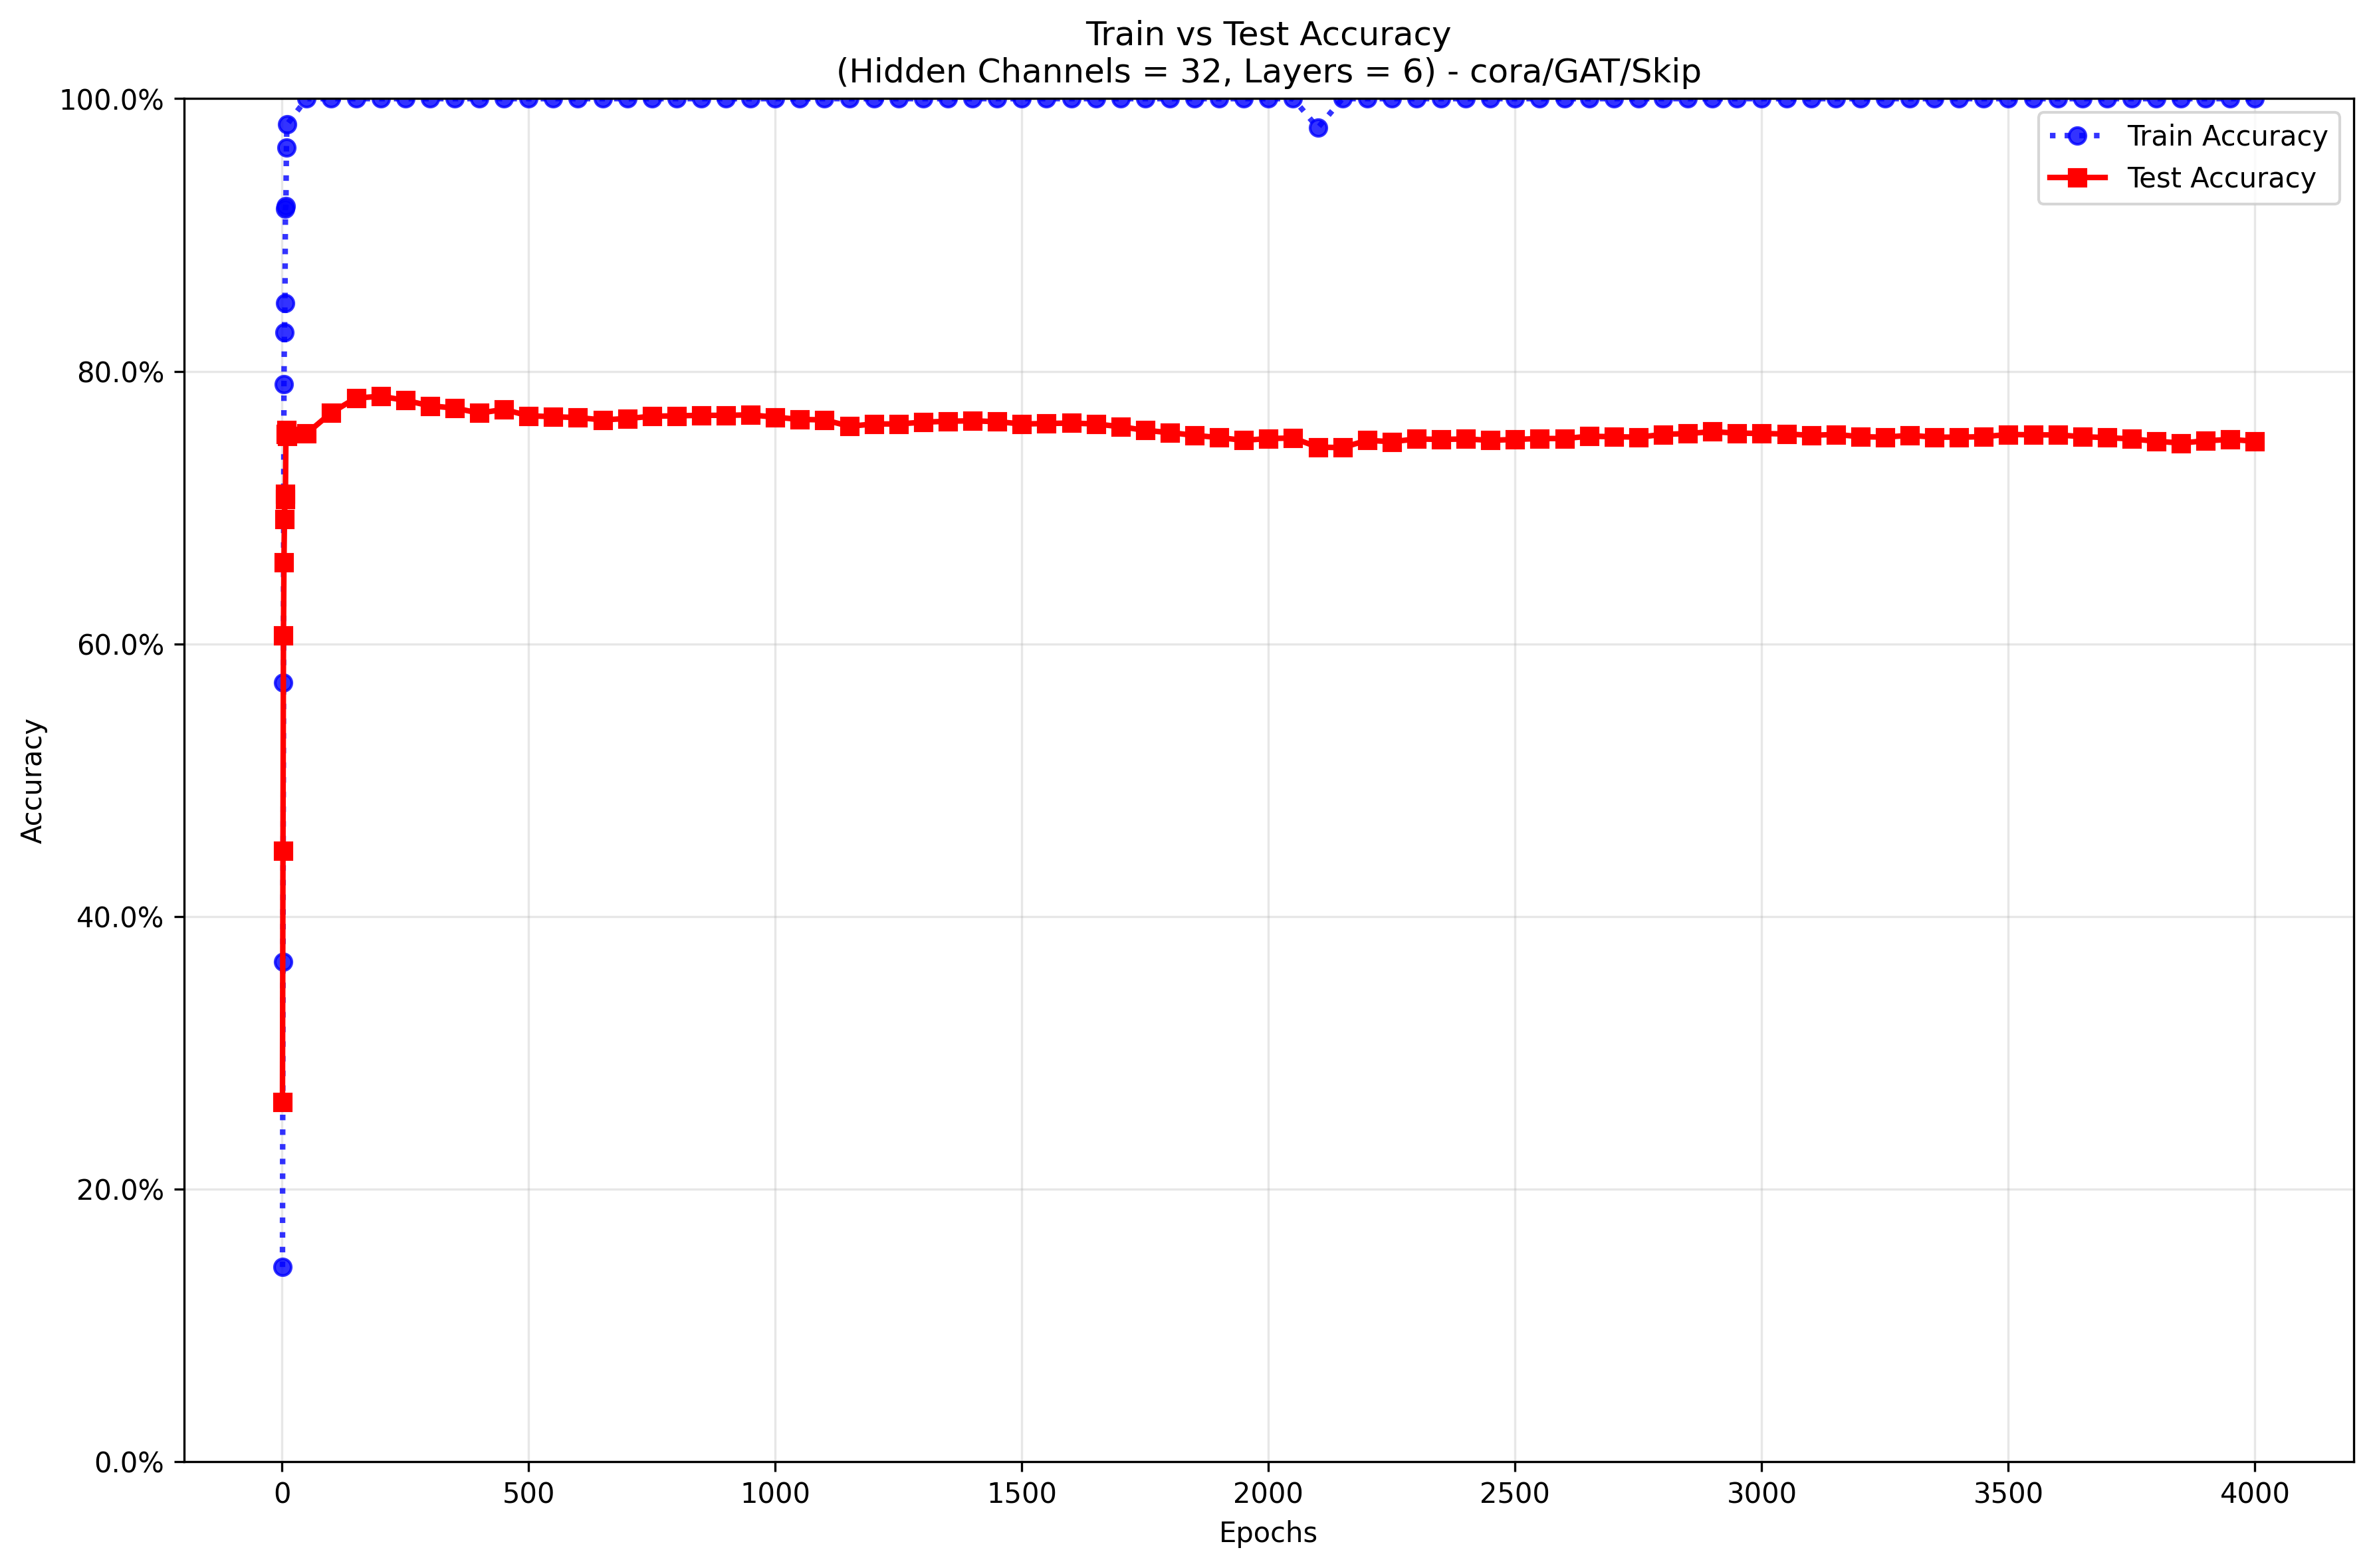 Train vs Test Accuracy
(Hidden Channels = 32, Layers = 6) - cora/GAT/Skip
100.0%
80.0%
60.0%
40.0%
20.0%
0.0%
Accuracy
Train Accuracy
Test Accuracy
0
500
1000
1500
2000
2500
3000
3500
4000
Epochs